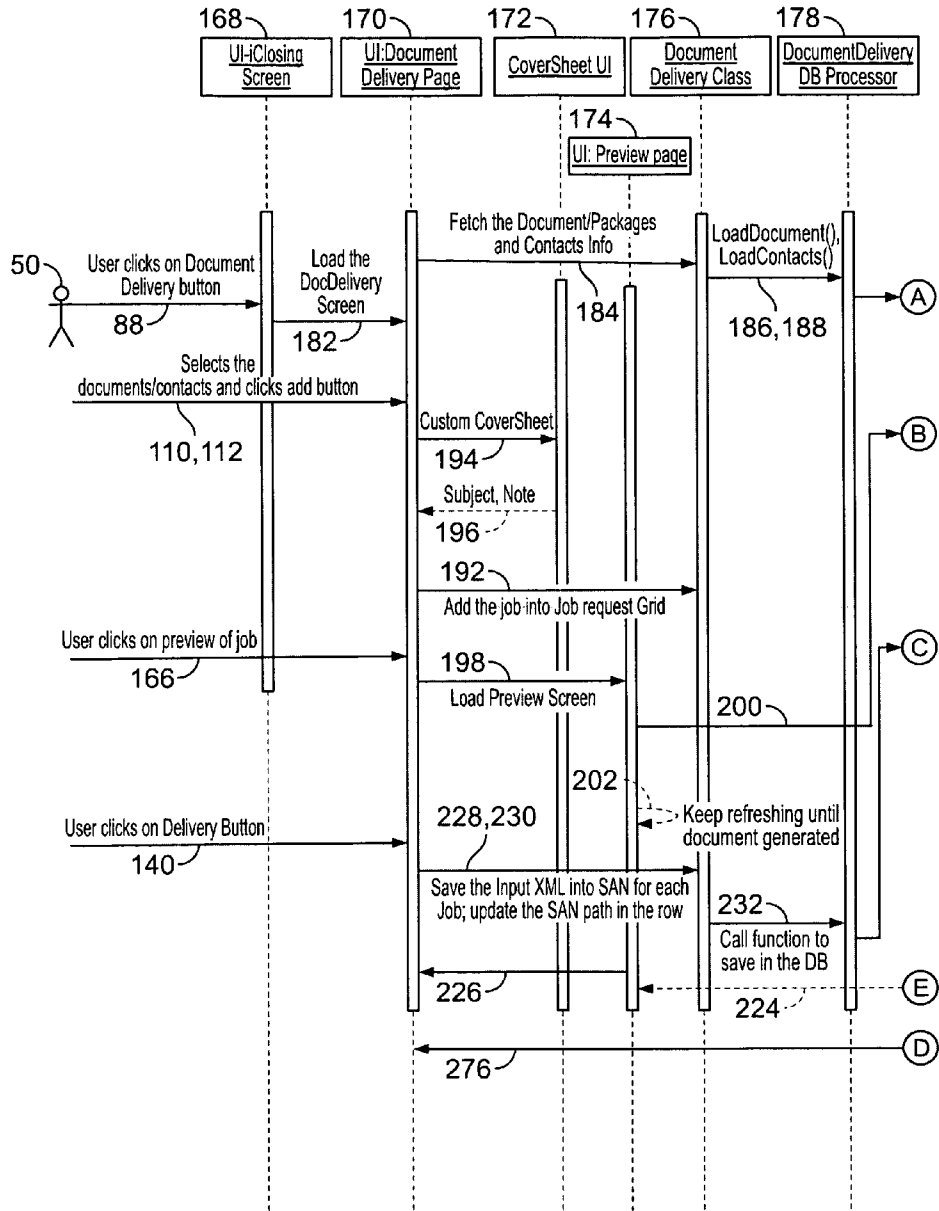 168
170
172
176
178
UI-iClosing
Screen
UI:Document
Delivery Page
CoverSheet UI
Document
Delivery Class
DocumentDelivery
DB Processor
174
UI: Preview page
Fetch the Document/Packages
and Contacts Info
184
LoadDocument(),
LoadContacts()
186,188
A
50
User clicks on Document
Delivery button
88
Load the
DocDelivery
Screen
182
Selects the
documents/contacts and clicks add button
110,112
Custom CoverSheet
194
B
Subject, Note
196
192
Add the job into Job request Grid
User clicks on preview of job
166
198
Load Preview Screen
C
200
202
Keep refreshing until
document generated
User clicks on Delivery Button
140
228,230
Save the Input XML into SAN for each
Job; update the SAN path in the row
232
Call function to
save in the DB
226
224
E
276
D